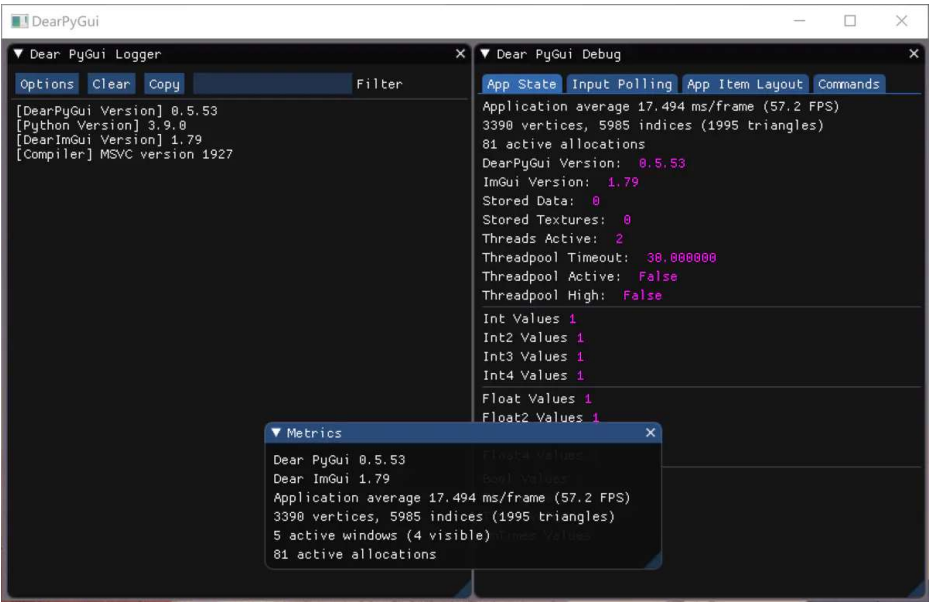 DearPyGui
Dear PyGui Logger
Options Clear Copy Filter
[DearPyGui Version] 0.5.53
[Python Version] 3.9.0
[DearImGui Version] 1.79
[Compiler] MSVC version 1927
Dear PyGui Debug
App State Input Polling App Item Layout Commands
Application average 17.494 ms/frame (57.2 FPS)
3390 vertices, 5985 indices (1995 triangles)
81 active allocations
DearPyGui Version: 0.5.53
ImGui Version: 1.79
Stored Data: 0
Stored Textures: 0
Threads Active: 2
Threadpool Timeout: 30.000000
Threadpool Active: False
Threadpool High: False
Int Values 1
Int2 Values 1
Int3 Values 1
Int4 Values 1
Float Values 1
Float2 Values 1
Float4 Values
Bool Values
Metrics
Dear PyGui 0.5.53
Dear ImGui 1.79
Application average 17.494 ms/frame (57.2 FPS)
3390 vertices, 5985 indices (1995 triangles)
5 active windows (4 visible)
81 active allocations